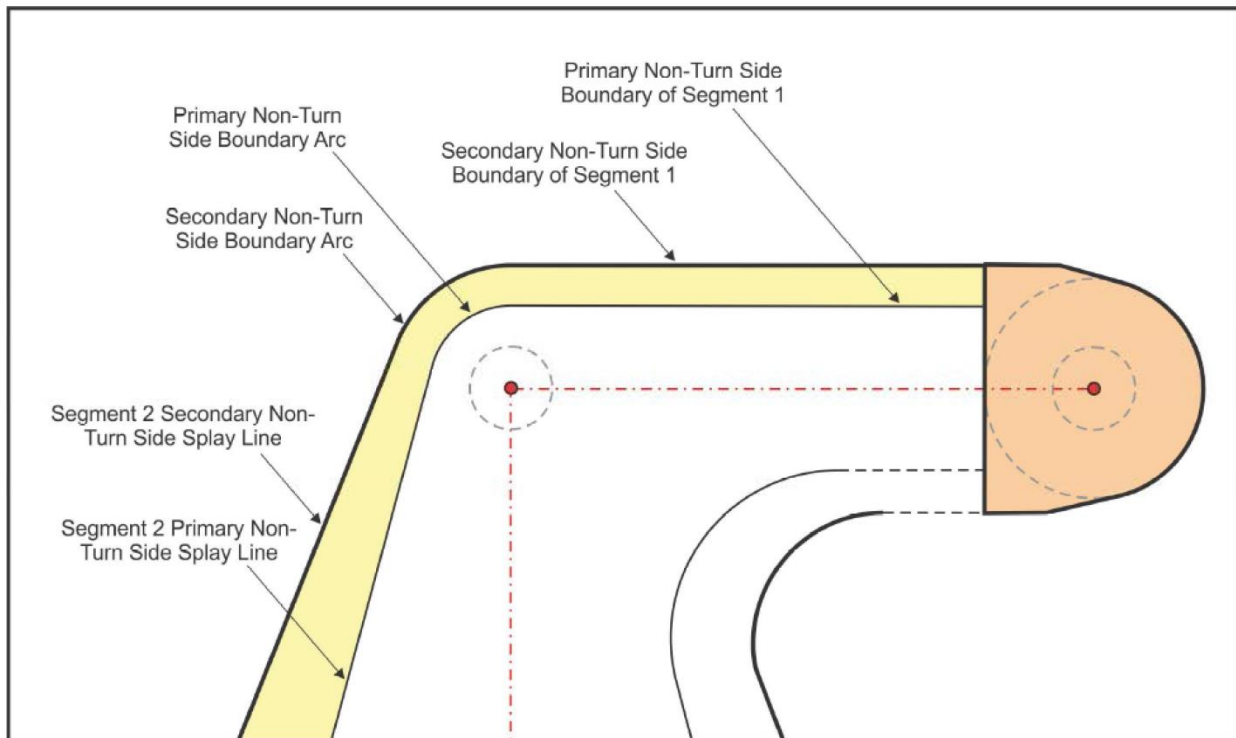 Primary Non-Turn Side
Boundary of Segment 1
Primary Non-Turn
Side Boundary Arc
Secondary Non-Turn Side
Boundary of Segment 1
Secondary Non-Turn
Side Boundary Arc
Segment 2 Secondary Non-
Turn Side Splay Line
Segment 2 Primary Non-
Turn Side Splay Line